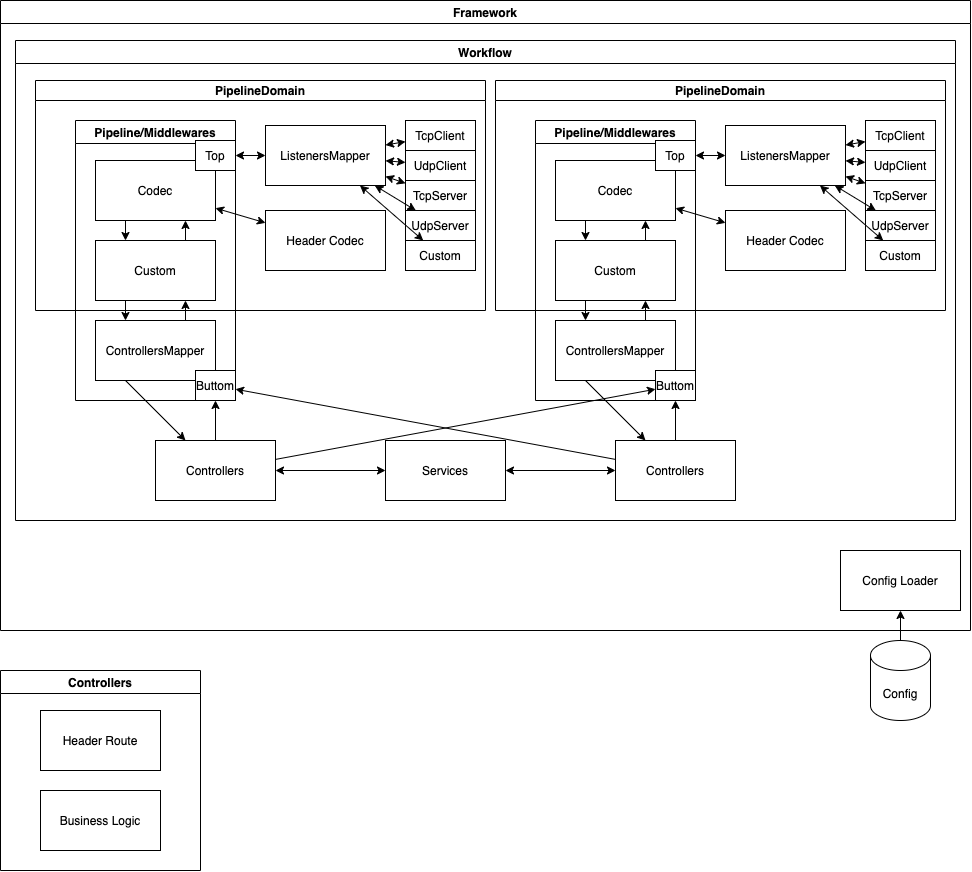 Framework
Workflow
PipelineDomain
Pipeline/Middlewares
Top
Codec
Custom
ControllersMapper
Buttom
ListenersMapper
Header Codec
TcpClient
UdpClient
TcpServer
UdpServer
Custom
PipelineDomain
Pipeline/Middlewares
Top
Codec
Custom
ControllersMapper
Buttom
ListenersMapper
Header Codec
TcpClient
UdpClient
TcpServer
UdpServer
Custom
Controllers
Services
Controllers
Config Loader
Config
Controllers
Header Route
Business Logic